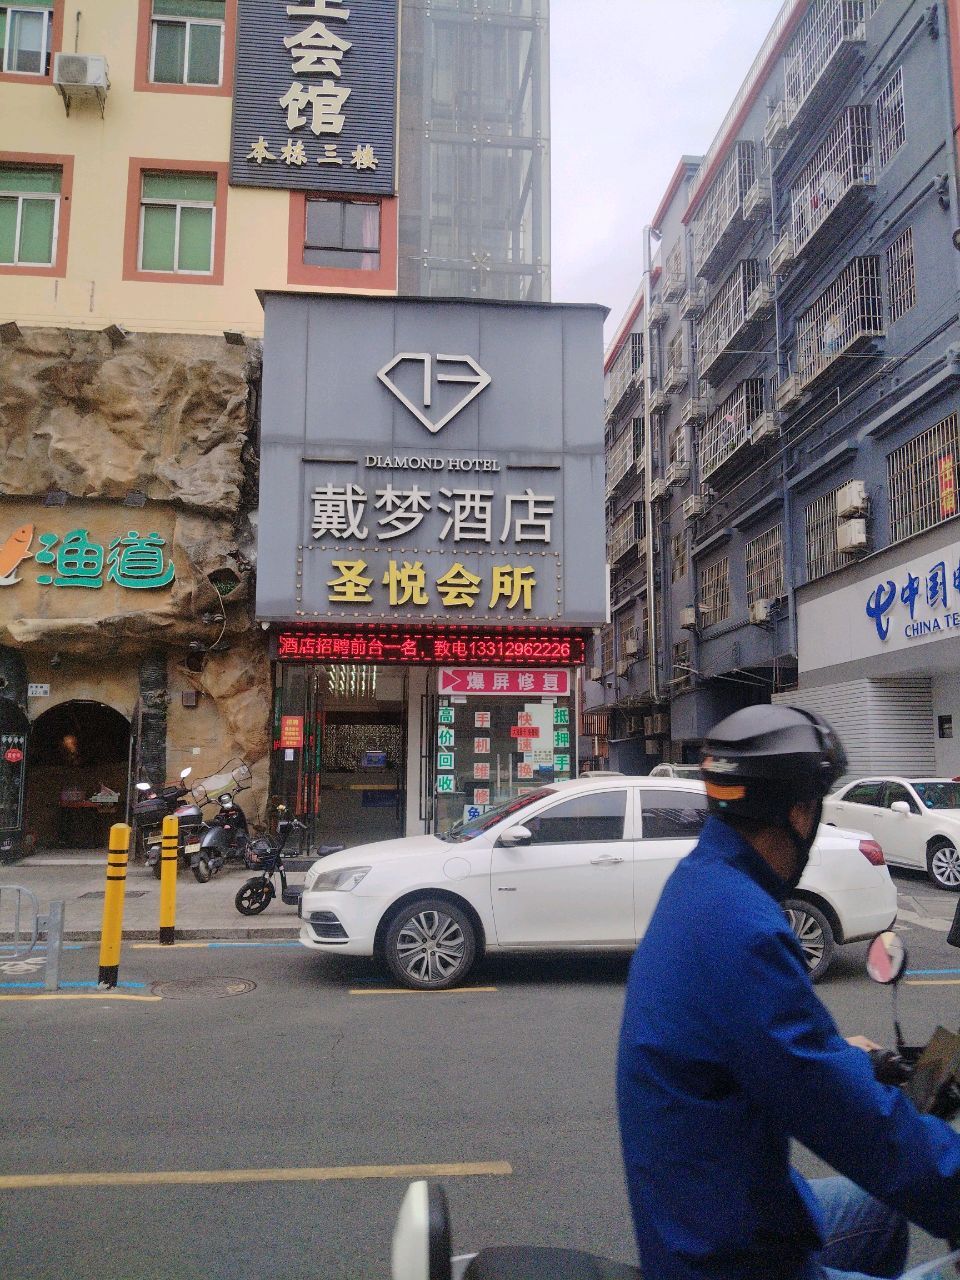 会馆
本栋三楼
DIAMOND HOTEL
戴梦酒店
圣悦会所
渔道
酒店招聘前台一名，致电13312962226
爆屏修复
高价回收
手机维修
快速换
抵押手
免
中国电
CHINA TE